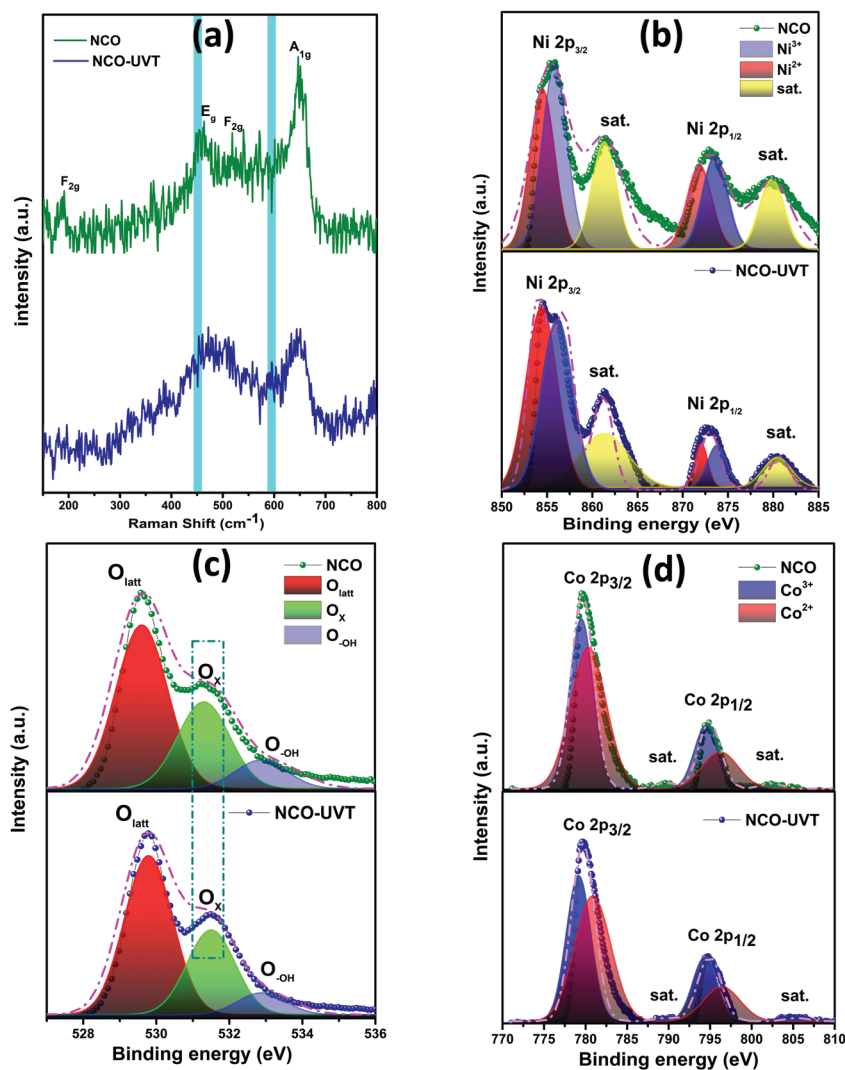 (a)
NCO
NCO-UVT
F2g
Eg
F2g
A1g
intensity (a.u.)
200 300 400 500 600 700 800
Raman Shift (cm-1)
(b)
NCO
Ni3+
Ni2+
sat.
Ni 2p3/2
sat.
Ni 2p1/2
sat.
NCO-UVT
Ni 2p3/2
sat.
Ni 2p1/2
sat.
Intensity (a.u.)
850 855 860 865 870 875 880 885
Binding energy (eV)
(c)
NCO
Olatt
OX
O-OH
Olatt
OX
O-OH
NCO-UVT
Olatt
OX
O-OH
Intensity (a.u.)
528 530 532 534 536
Binding energy (eV)
(d)
NCO
Co3+
Co2+
Co 2p3/2
Co 2p1/2
sat.
sat.
NCO-UVT
Co 2p3/2
Co 2p1/2
sat.
sat.
Intensity (a.u.)
770 775 780 785 790 795 800 805 810
Binding energy (eV)